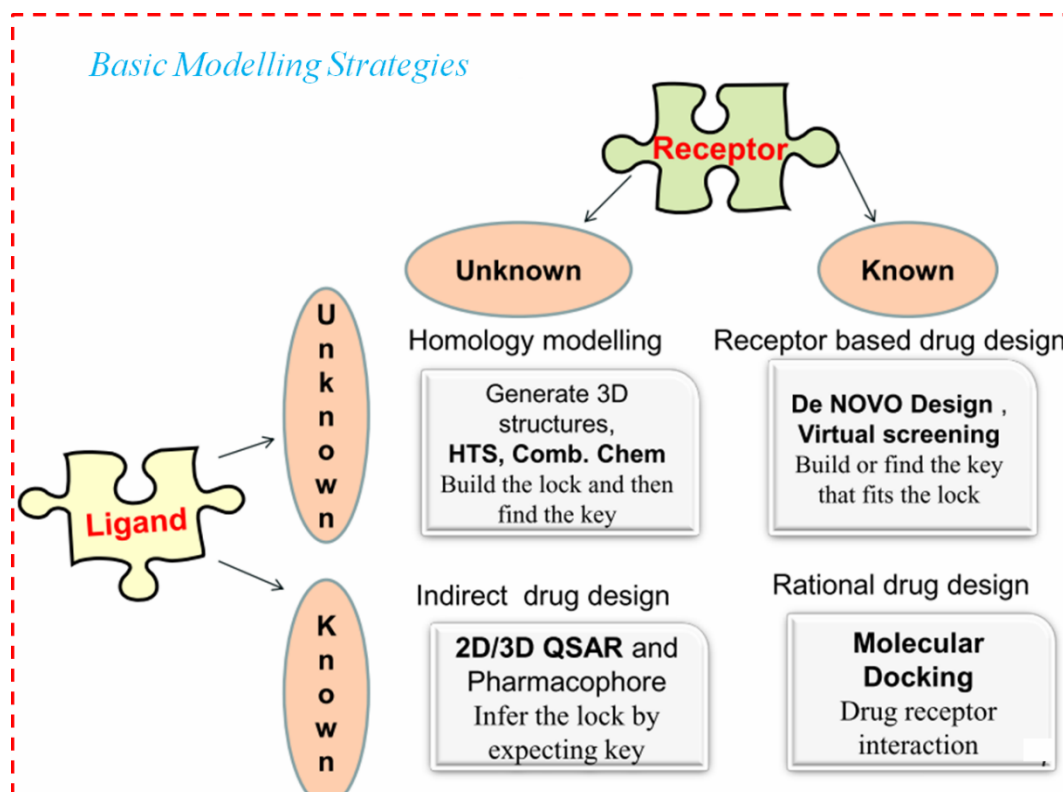 Basic Modelling Strategies
Receptor
Unknown
Known
Unknown
Homology modelling
Receptor based drug design
Generate 3D
structures,
HTS, Comb. Chem
Build the lock and then
find the key
De NOVO Design ,
Virtual screening
Build or find the key
that fits the lock
Ligand
Known
Indirect drug design
Rational drug design
2D/3D QSAR and
Pharmacophore
Infer the lock by
expecting key
Molecular
Docking
Drug receptor
interaction